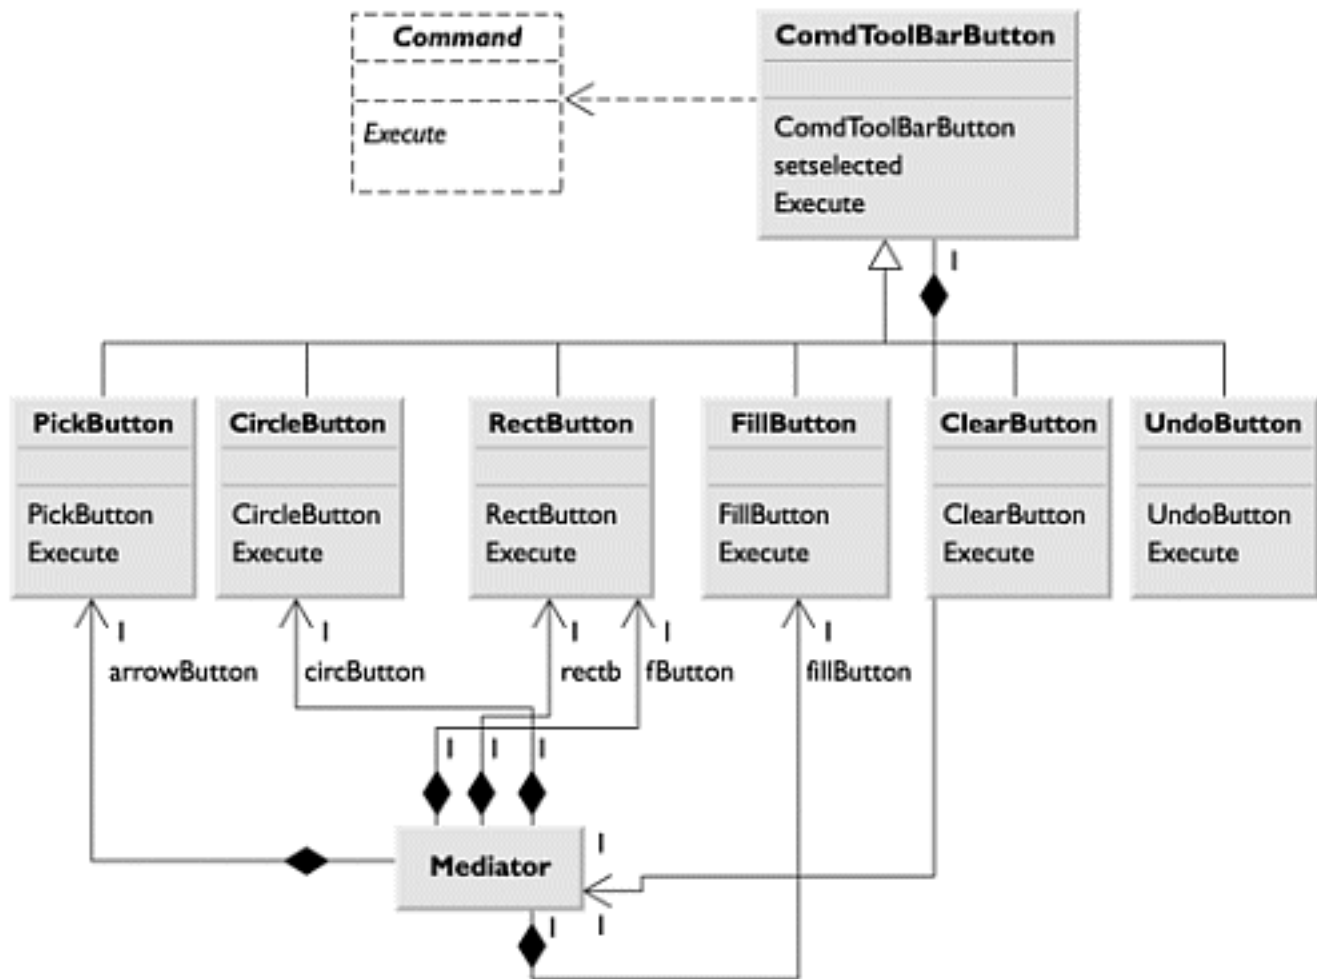 Command
Execute
ComdToolBarButton
ComdToolBarButton
setselected
Execute
1
PickButton
PickButton
Execute
CircleButton
CircleButton
Execute
RectButton
RectButton
Execute
FillButton
FillButton
Execute
ClearButton
ClearButton
Execute
UndoButton
UndoButton
Execute
1
arrowButton
1
circButton
1
rectb
1
fButton
1
fillButton
1
1
1
Mediator
1
1
1